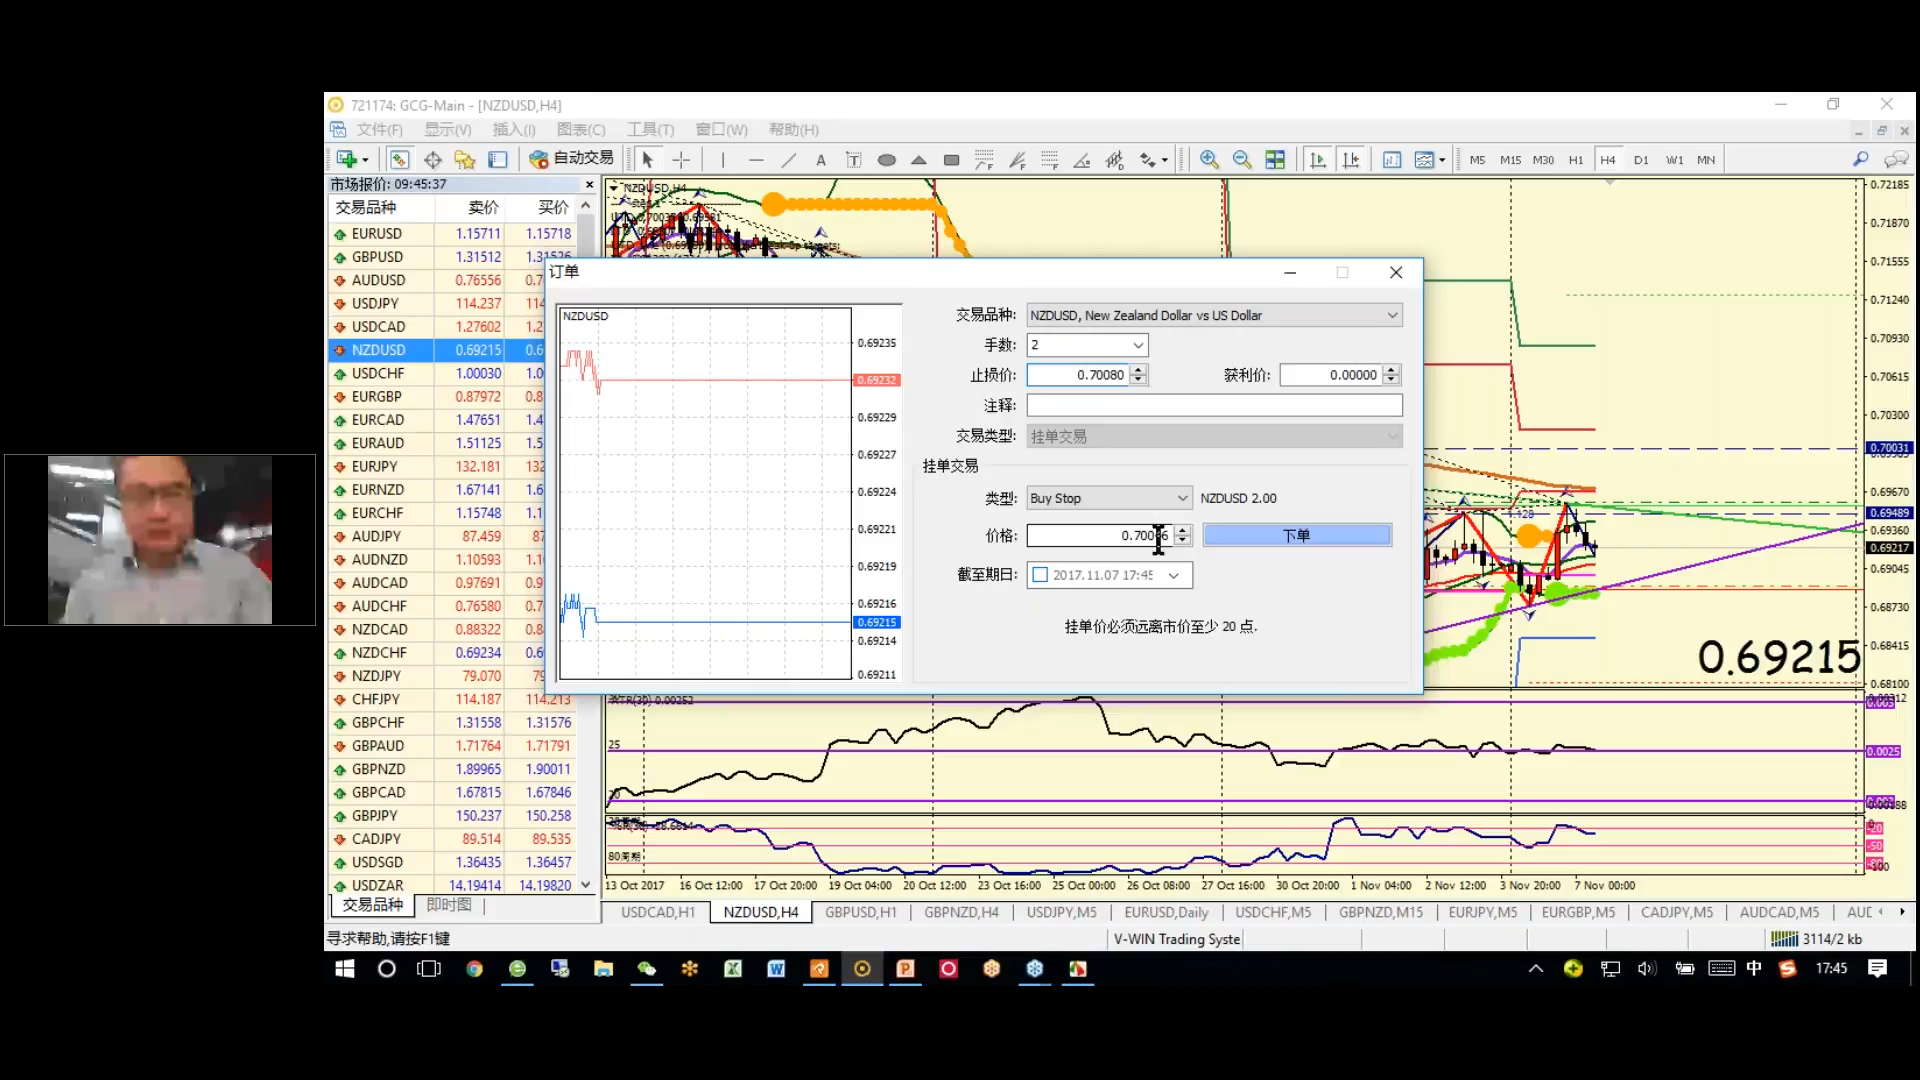 721174: GCG-Main - [NZDUSD,H4]
文件(F) 显示(V) 插入(I) 图表(C) 工具(T) 窗口(W) 帮助(H)
自动交易 A T M5 M15 M30 H1 H4 D1 W1 MN
市场报价: 09:45:37
交易品种 卖价 买价
EURUSD 1.15711 1.15718
GBPUSD 1.31512
AUDUSD 0.76556
USDJPY 114.237
USDCAD 1.27602
NZDUSD 0.69215
USDCHF 1.00030
EURGBP 0.87972
EURCAD 1.47651
EURAUD 1.51125
EURJPY 132.181
EURNZD 1.67141
EURCHF 1.15748
AUDJPY 87.459
AUDNZD 1.10593
AUDCAD 0.97691
AUDCHF 0.76580
NZDCAD 0.88322
NZDCHF 0.69234
NZDJPY 79.070
CHFJPY 114.187 114.213
GBPCHF 1.31558 1.31576
GBPAUD 1.71764 1.71791
GBPNZD 1.89965 1.90011
GBPCAD 1.67815 1.67846
GBPJPY 150.237 150.258
CADJPY 89.514 89.535
USDSGD 1.36435 1.36457
USDZAR 14.19414 14.19820
交易品种 即时图
寻求帮助,请按F1键
NZDUSD,H4
订单
NZDUSD
0.69235
0.69232
0.69229
0.69227
0.69224
0.69221
0.69219
0.69216
0.69215
0.69214
0.69211
交易品种: NZDUSD, New Zealand Dollar vs US Dollar
手数: 2
止损价: 0.70080 获利价: 0.00000
注释:
交易类型: 挂单交易
挂单交易
类型: Buy Stop NZDUSD 2.00
价格: 下单
截至期日: 2017.11.07 17:45
挂单价必须远离市价至少 20 点.
0.72185
0.71870
0.71555
0.71240
0.70930
0.70615
0.70300
0.70031
0.69670
0.69489
0.69360
0.69217
0.69045
0.68730
0.68415
0.68100
0.69215
25
0.0025
80周期
-20
-50
-100
13 Oct 2017 16 Oct 12:00 17 Oct 20:00 19 Oct 04:00 20 Oct 12:00 23 Oct 16:00 25 Oct 00:00 26 Oct 08:00 27 Oct 16:00 30 Oct 20:00 1 Nov 04:00 2 Nov 12:00 3 Nov 20:00 7 Nov 00:00
USDCAD,H1 NZDUSD,H4 GBPUSD,H1 GBPNZD,H4 USDJPY,M5 EURUSD,Daily USDCHF,M5 GBPNZD,M15 EURJPY,M5 EURGBP,M5 CADJPY,M5 AUDCAD,M5
V-WIN Trading Syste
3114/2 kb
中
17:45